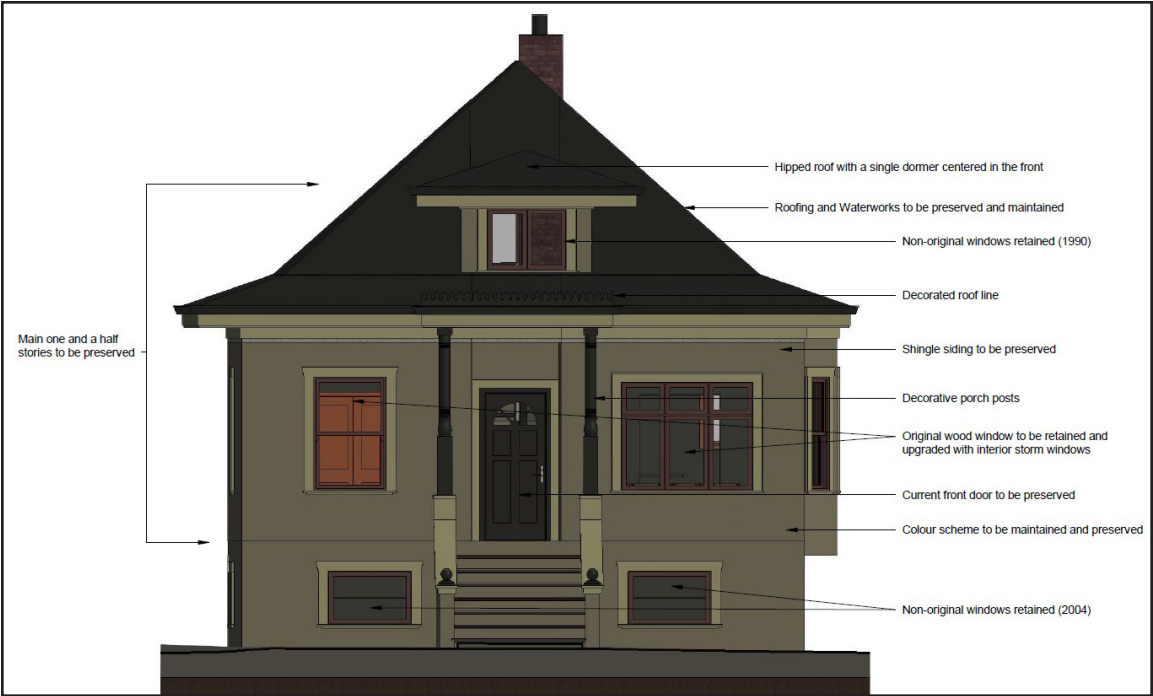 Hipped roof with a single dormer centered in the front
Roofing and Waterworks to be preserved and maintained
Non-original windows retained (1990)
Decorated roof line
Main one and a half
stories to be preserved
Shingle siding to be preserved
Decorative porch posts
Original wood window to be retained and
upgraded with interior storm windows
Current front door to be preserved
Colour scheme to be maintained and preserved
Non-original windows retained (2004)